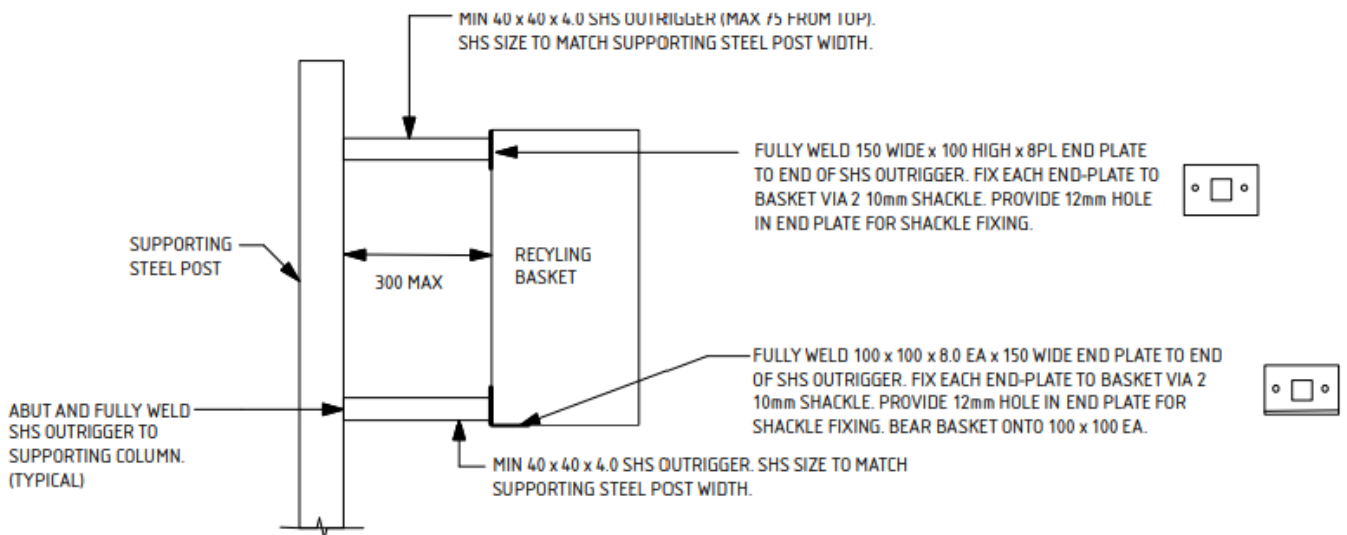 MIN 40 x 40 x 4.0 SHS OUTRIGGER (MAX 75 FROM TOP).
SHS SIZE TO MATCH SUPPORTING STEEL POST WIDTH.
FULLY WELD 150 WIDE x 100 HIGH x 8PL END PLATE
TO END OF SHS OUTRIGGER. FIX EACH END-PLATE TO
BASKET VIA 2 10mm SHACKLE. PROVIDE 12mm HOLE
IN END PLATE FOR SHACKLE FIXING.
SUPPORTING
STEEL POST
300 MAX
RECYLING
BASKET
FULLY WELD 100 x 100 x 8.0 EA x 150 WIDE END PLATE TO END
OF SHS OUTRIGGER. FIX EACH END-PLATE TO BASKET VIA 2
10mm SHACKLE. PROVIDE 12mm HOLE IN END PLATE FOR
SHACKLE FIXING. BEAR BASKET ONTO 100 x 100 EA.
ABUT AND FULLY WELD
SHS OUTRIGGER TO
SUPPORTING COLUMN.
(TYPICAL)
MIN 40 x 40 x 4.0 SHS OUTRIGGER. SHS SIZE TO MATCH
SUPPORTING STEEL POST WIDTH.